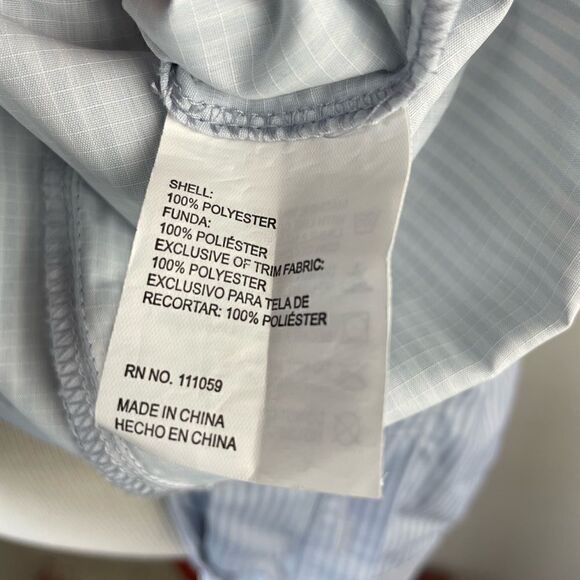 SHELL:
100% POLYESTER
FUNDA:
100% POLIÉSTER
EXCLUSIVE OF TRIM FABRIC:
100% POLYESTER
EXCLUSIVO PARA TELA DE
RECORTAR: 100% POLIÉSTER
RN NO. 111059
MADE IN CHINA
HECHO EN CHINA